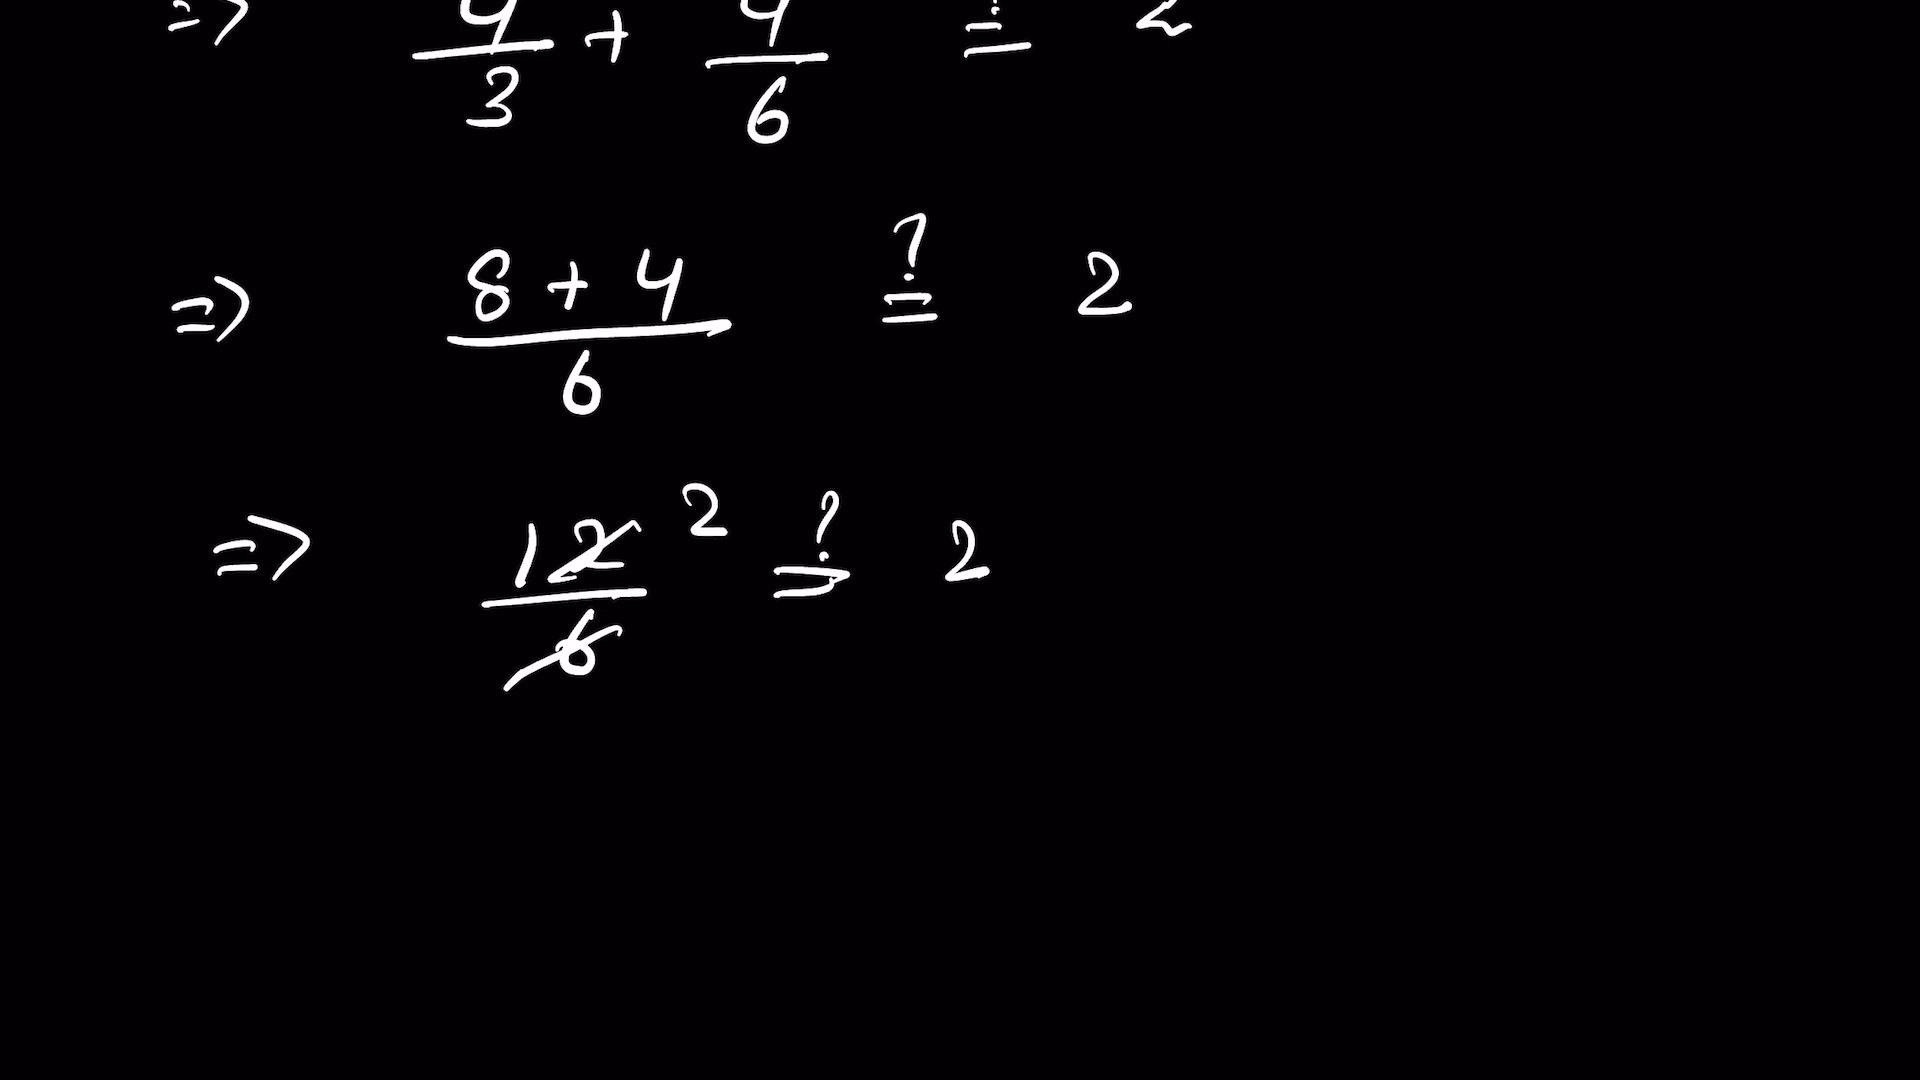 => 4/3 + 4/6 ?= 2
=> (8 + 4)/6 ?= 2
=> 12/6 2 ?= 2